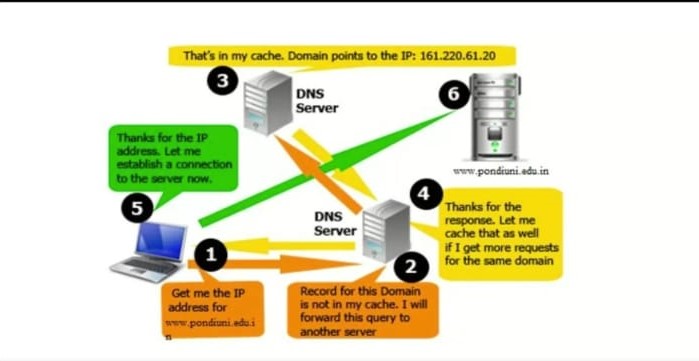 That's in my cache. Domain points to the IP: 161.220.61.20
3
DNS
Server
6
www.pondiuni.edu.in
Thanks for the IP
address. Let me
establish a connection
to the server now.
5
DNS
Server
4
Thanks for the
response. Let me
cache that as well
if I get more requests
for the same domain
1
2
Get me the IP
address for
www.pondiuni.edu.i
n
Record for this Domain
is not in my cache. I will
forward this query to
another server